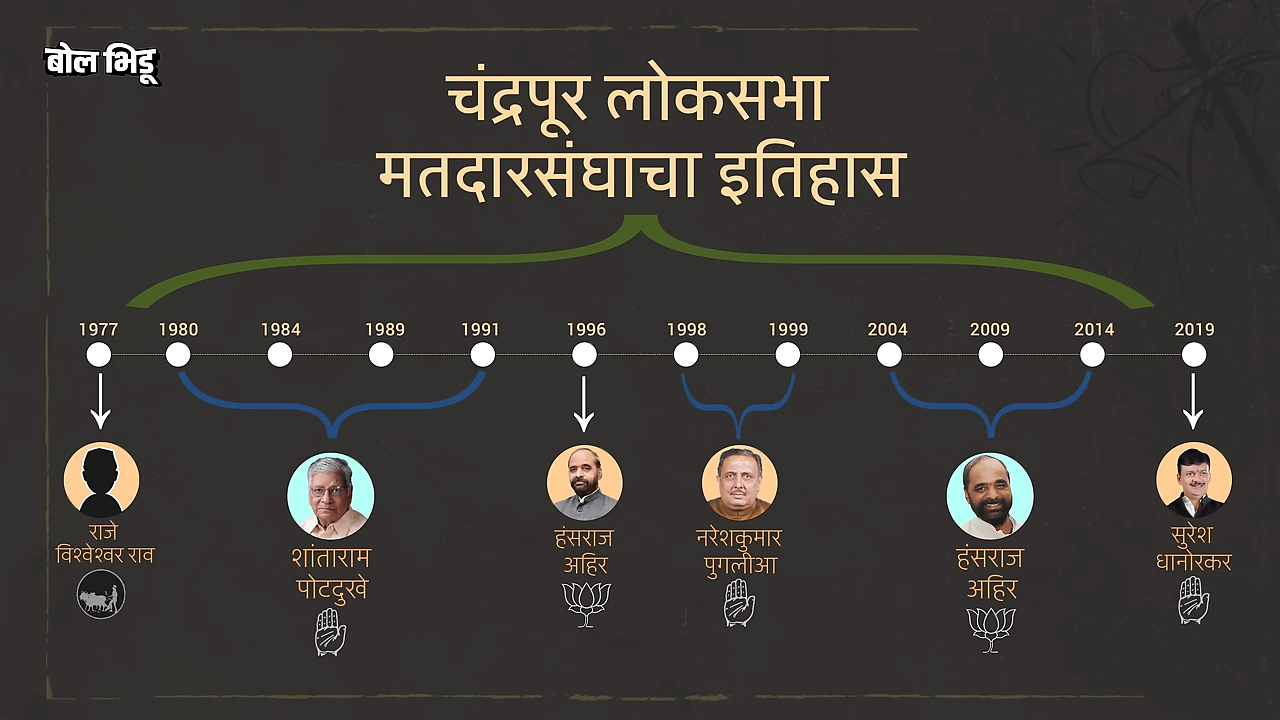 बोल भिडू
चंद्रपूर लोकसभा
मतदारसंघाचा इतिहास
1977 1980 1984 1989 1991 1996 1998 1999 2004 2009 2014 2019
राजे
विश्वेश्वर राव
शांताराम
पोटदुखे
हंसराज
अहिर
नरेशकुमार
पुगलीआ
हंसराज
अहिर
सुरेश
धानोरकर